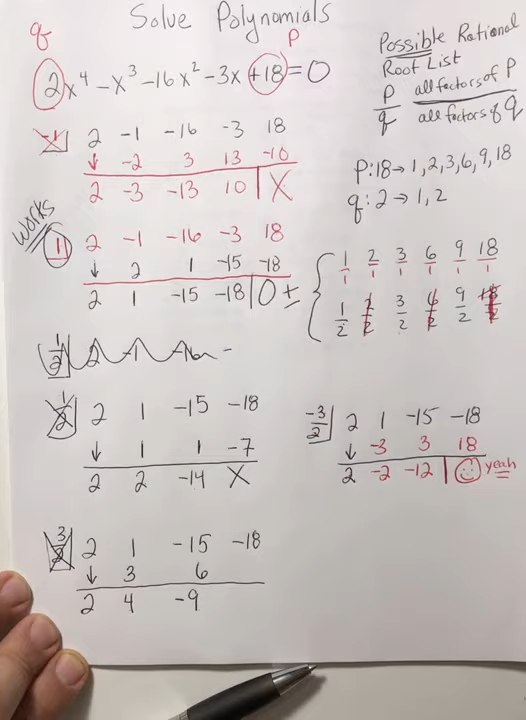 Solve Polynomials
q
P
2x⁴ - x³ - 16x² - 3x + 18 = 0
Possible Rational
Root List
P/q all factors of P / all factors of q
P: 18 → 1, 2, 3, 6, 9, 18
q: 2 → 1, 2
-1 2 -1 -16 -3 18
↓ -2 3 13 -10
2 -3 -13 10 X
Works
1 2 -1 -16 -3 18
↓ 2 1 -15 -18
2 1 -15 -18 0 ±
1/1 2/1 3/1 6/1 9/1 18/1
1/2 2/2 3/2 6/2 9/2 18/2
1/2 2 -1 -16 -
1/2 2 1 -15 -18
↓ 1 1 -7
2 2 -14 X
-3/2 2 1 -15 -18
↓ -3 3 18
2 -2 -12 yeah
3/2 2 1 -15 -18
↓ 3 6
2 4 -9